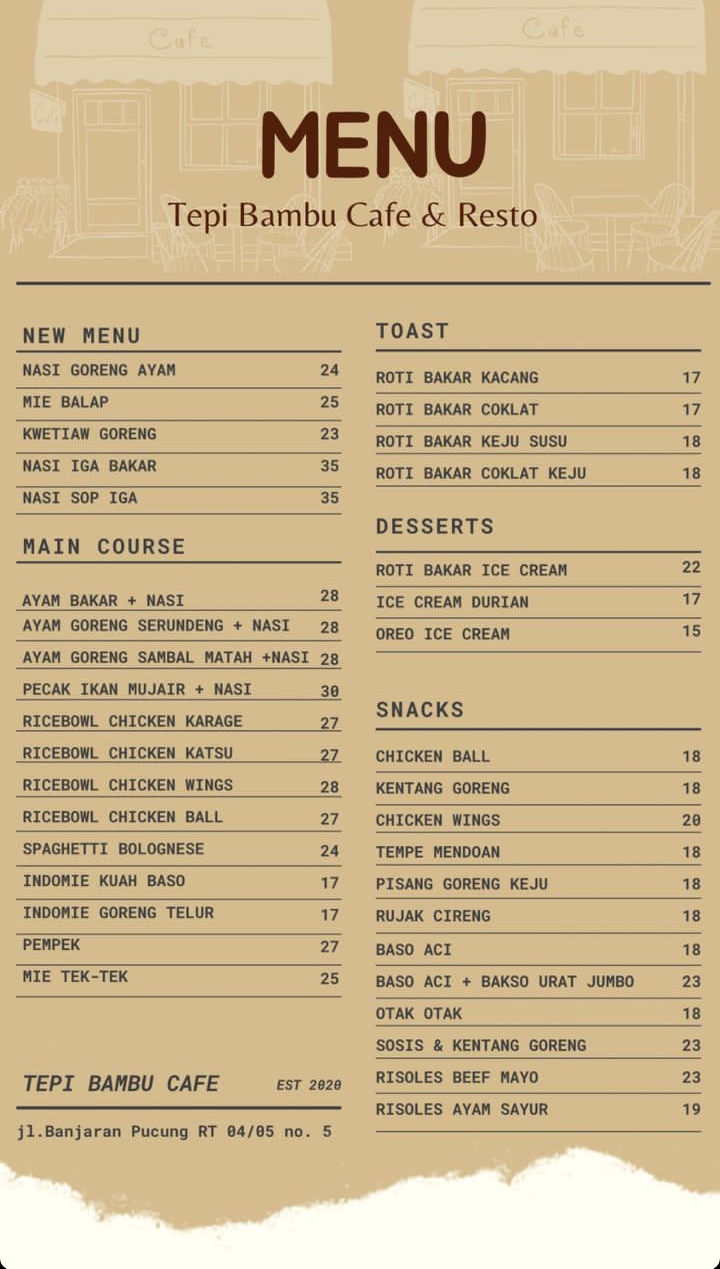 Cafe
Cafe
MENU
Tepi Bambu Cafe & Resto
NEW MENU
NASI GORENG AYAM 24
MIE BALAP 25
KWETIAW GORENG 23
NASI IGA BAKAR 35
NASI SOP IGA 35
MAIN COURSE
AYAM BAKAR + NASI 28
AYAM GORENG SERUNDENG + NASI 28
AYAM GORENG SAMBAL MATAH +NASI 28
PECAK IKAN MUJAIR + NASI 30
RICEBOWL CHICKEN KARAGE 27
RICEBOWL CHICKEN KATSU 27
RICEBOWL CHICKEN WINGS 28
RICEBOWL CHICKEN BALL 27
SPAGHETTI BOLOGNESE 24
INDOMIE KUAH BASO 17
INDOMIE GORENG TELUR 17
PEMPEK 27
MIE TEK-TEK 25
TEPI BAMBU CAFE EST 2020
jl.Banjaran Pucung RT 04/05 no. 5
TOAST
ROTI BAKAR KACANG 17
ROTI BAKAR COKLAT 17
ROTI BAKAR KEJU SUSU 18
ROTI BAKAR COKLAT KEJU 18
DESSERTS
ROTI BAKAR ICE CREAM 22
ICE CREAM DURIAN 17
OREO ICE CREAM 15
SNACKS
CHICKEN BALL 18
KENTANG GORENG 18
CHICKEN WINGS 20
TEMPE MENDOAN 18
PISANG GORENG KEJU 18
RUJAK CIRENG 18
BASO ACI 18
BASO ACI + BAKSO URAT JUMBO 23
OTAK OTAK 18
SOSIS & KENTANG GORENG 23
RISOLES BEEF MAYO 23
RISOLES AYAM SAYUR 19